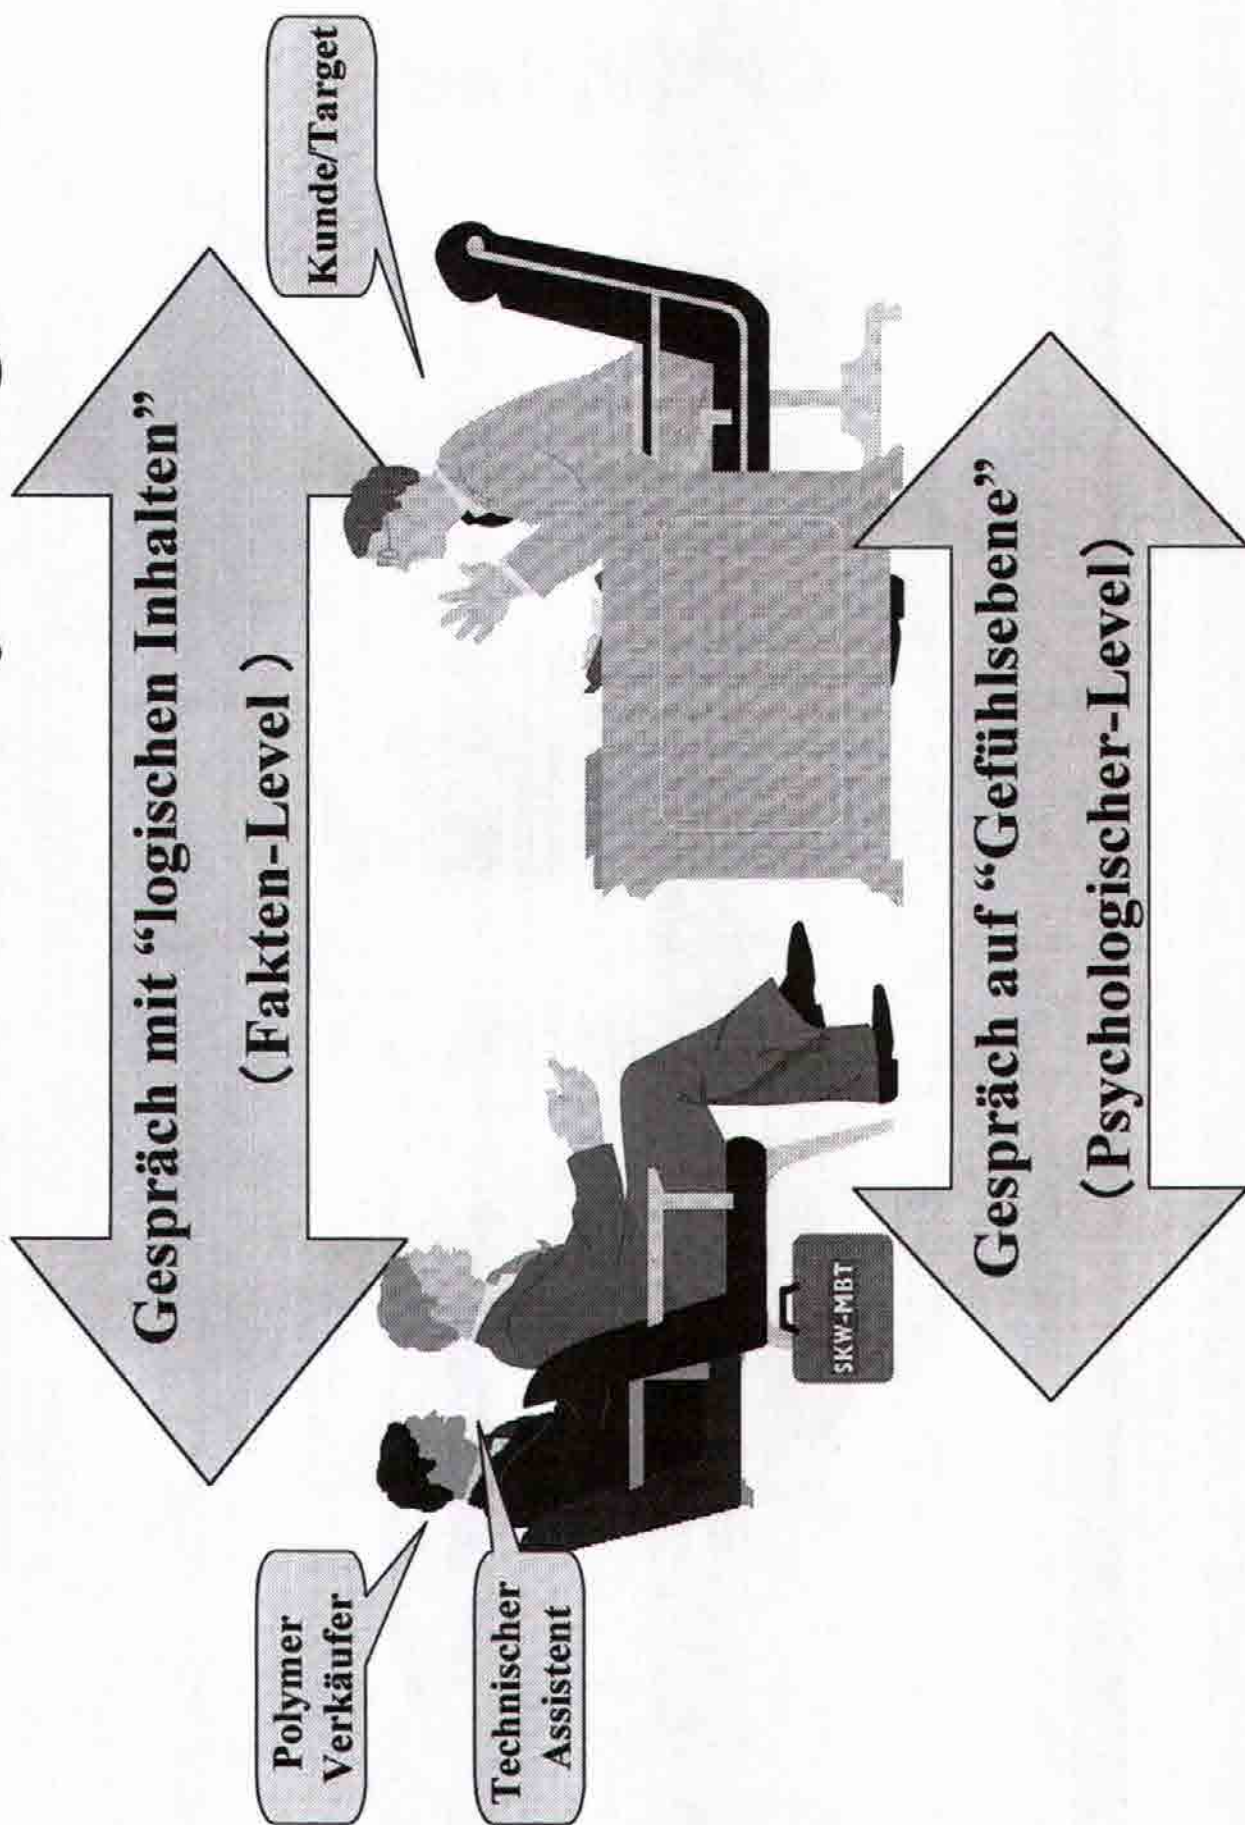 Gespräch mit “logischen Inhalten”
(Fakten-Level )
Kunde/Target
Polymer
Verkäufer
Technischer
Assistent
SKW-MBT
Gespräch auf “Gefühlsebene”
(Psychologischer-Level)